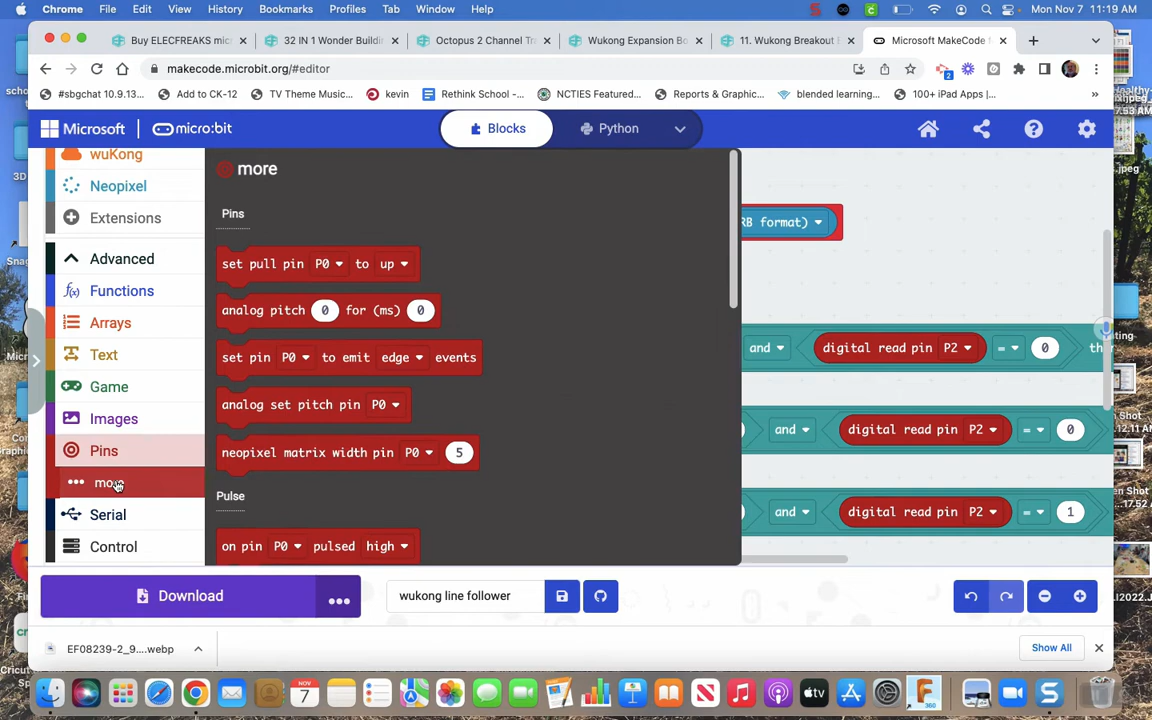 Chrome File Edit View History Bookmarks Profiles Tab Window Help Mon Nov 7 11:19 AM
Buy ELECFREAKS mic 32 IN 1 Wonder Buildin Octopus 2 Channel Tra Wukong Expansion Bo 11. Wukong Breakout B Microsoft MakeCode
makecode.microbit.org/#editor
#sbgchat 10.9.13... Add to CK-12 TV Theme Music... kevin Rethink School -... NCTIES Featured... Reports & Graphic... blended learning... 100+ iPad Apps |...
Microsoft micro:bit Blocks Python
wuKong
Neopixel
Extensions
Advanced
Functions
Arrays
Text
Game
Images
Pins
Serial
Control
more
Pins
set pull pin P0 to up
analog pitch 0 for (ms) 0
set pin P0 to emit edge events
analog set pitch pin P0
neopixel matrix width pin P0 5
Pulse
on pin P0 pulsed high
RB format)
and digital read pin P2 = 0
and digital read pin P2 = 0
and digital read pin P2 = 1
Download wukong line follower
EF08239-2_9....webp Show All
NOV
7
tv
360